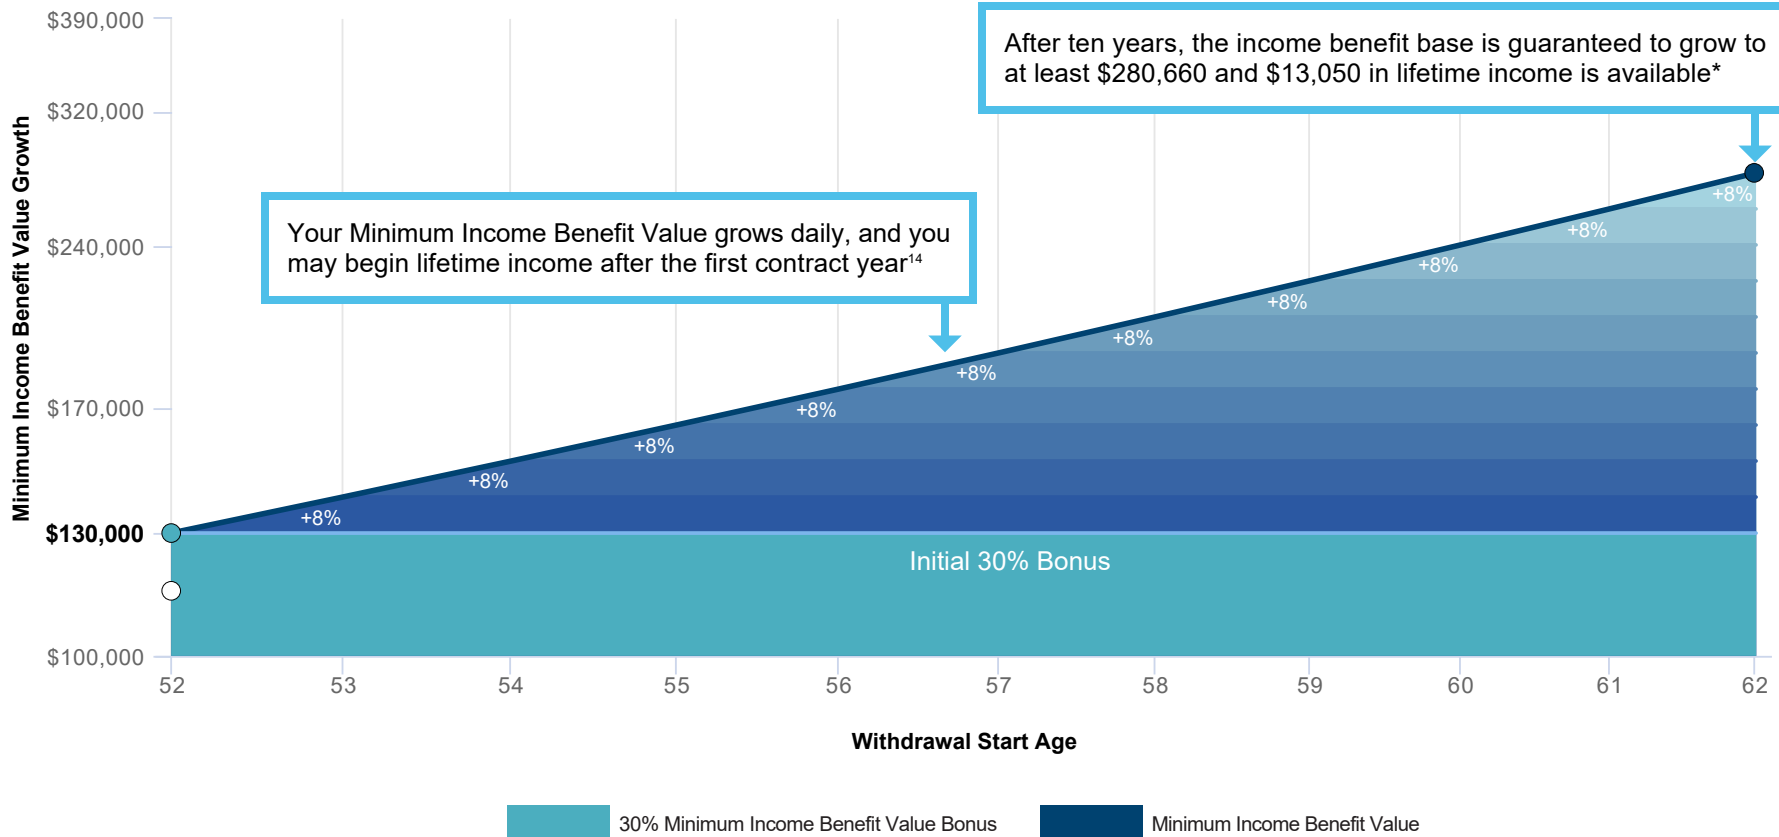 $390,000
After ten years, the income benefit base is guaranteed to grow to
at least $280,660 and $13,050 in lifetime income is available*
$320,000
Minimum Income Benefit Value Growth
Your Minimum Income Benefit Value grows daily, and you
may begin lifetime income after the first contract year¹⁴
$240,000
$170,000
$130,000
$100,000
+8%
+8%
+8%
+8%
+8%
+8%
+8%
+8%
+8%
+8%
Initial 30% Bonus
52 53 54 55 56 57 58 59 60 61 62
Withdrawal Start Age
30% Minimum Income Benefit Value Bonus
Minimum Income Benefit Value